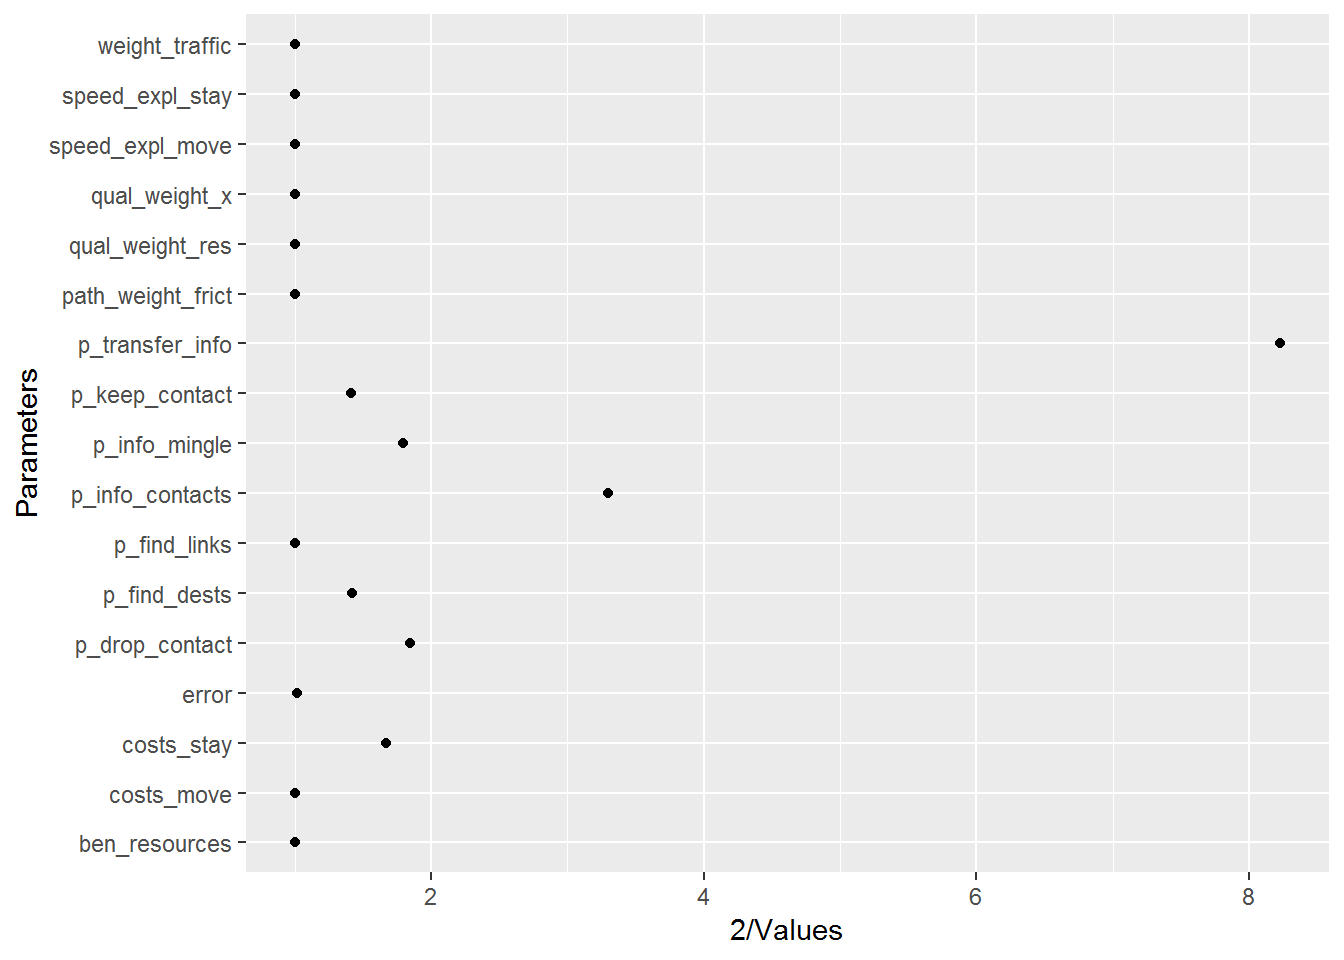 weight_traffic
speed_expl_stay
speed_expl_move
qual_weight_x
qual_weight_res
path_weight_frict
p_transfer_info
p_keep_contact
p_info_mingle
p_info_contacts
p_find_links
p_find_dests
p_drop_contact
error
costs_stay
costs_move
ben_resources
Parameters
2 4 6 8
2/Values